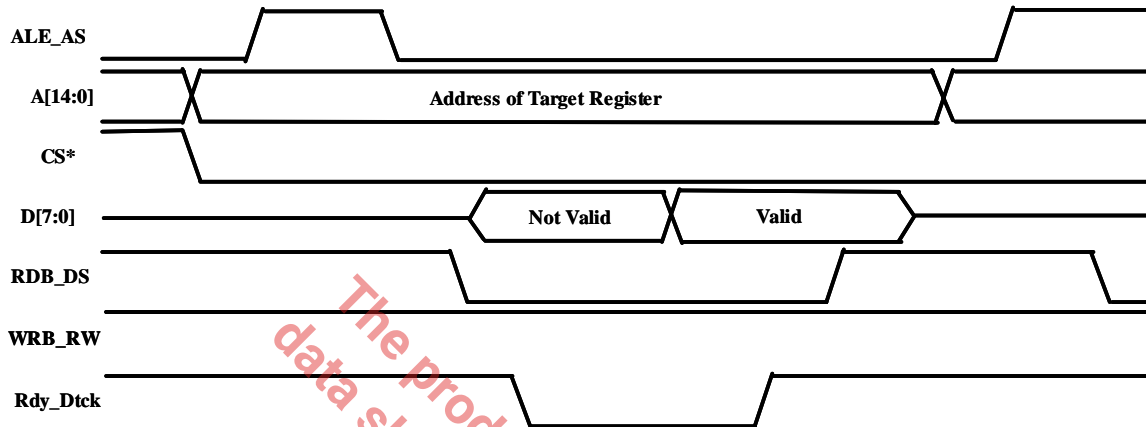 ALE_AS
A[14:0]
Address of Target Register
CS*
D[7:0]
Not Valid
Valid
RDB_DS
WRB_RW
Rdy_Dtck
The prod
data s